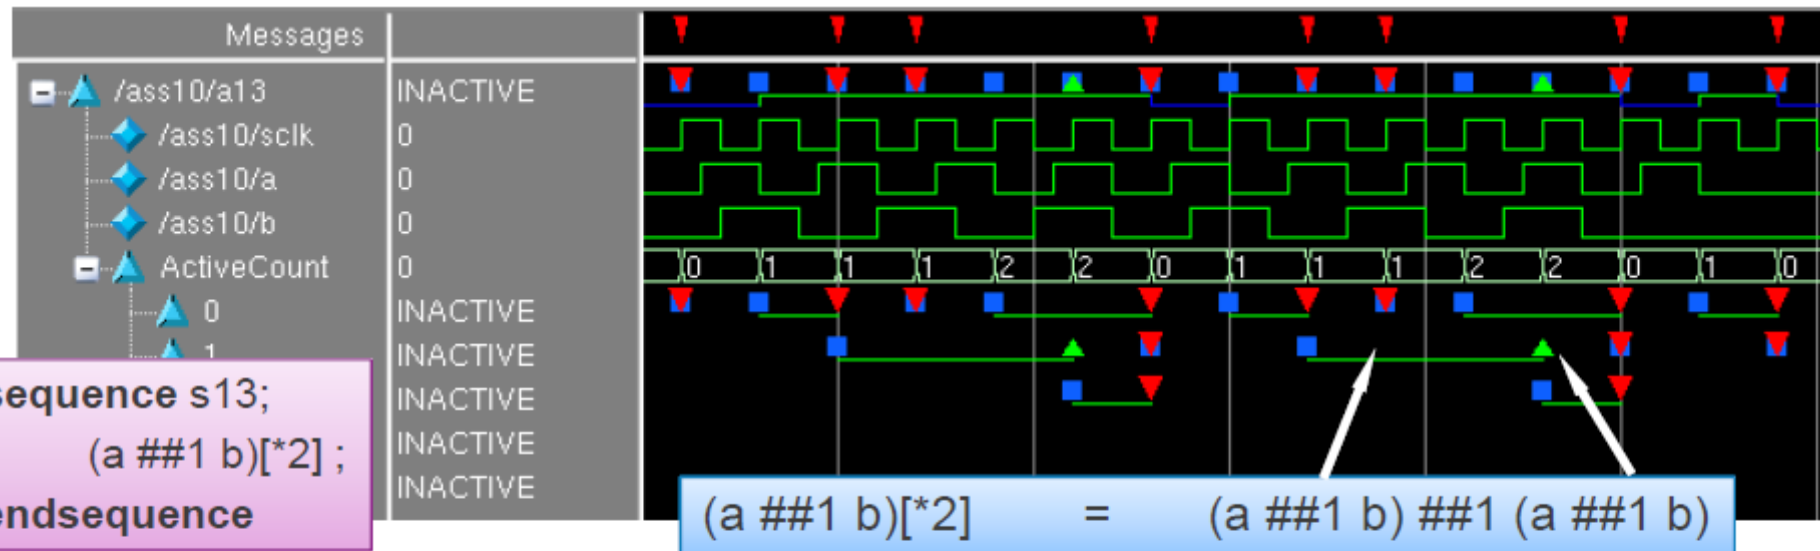 Messages
/ass10/a13 INACTIVE
/ass10/sclk 0
/ass10/a 0
/ass10/b 0
ActiveCount 0 0 1 1 1 2 2 0 1 1 1 2 2 0 1 0
0 INACTIVE
1 INACTIVE
INACTIVE
INACTIVE
INACTIVE
sequence s13;
(a ##1 b)[*2] ;
endsequence
(a ##1 b)[*2] = (a ##1 b) ##1 (a ##1 b)